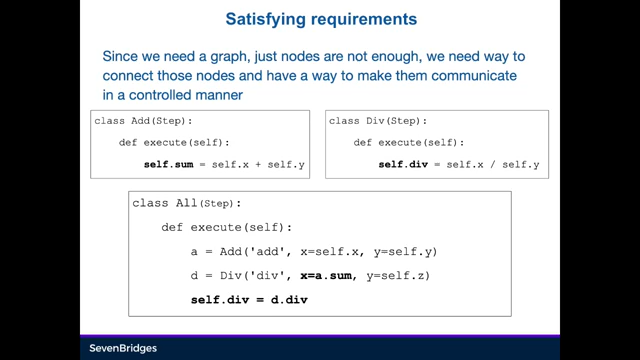 Satisfying requirements
Since we need a graph, just nodes are not enough, we need way to
connect those nodes and have a way to make them communicate
in a controlled manner
class Add(Step):
def execute(self):
self.sum = self.x + self.y
class Div(Step):
def execute(self):
self.div = self.x / self.y
class All(Step):
def execute(self):
a = Add('add', x=self.x, y=self.y)
d = Div('div', x=a.sum, y=self.z)
self.div = d.div
SevenBridges